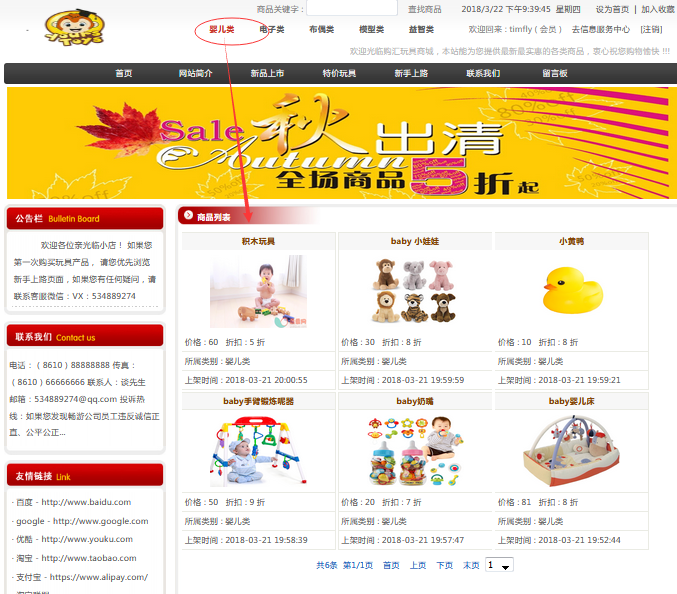 商品关键字： 查找商品 2018/3/22 下午9:39:45 星期四 设为首页 | 加入收藏
婴儿类 电子类 布偶类 模型类 益智类 欢迎回来：timfly ( 会员 ) 去信息服务中心 [注销]
欢迎光临购汇玩具商城，本站能为您提供最新最实惠的各类商品，衷心祝您购物愉快 !!!
首页 网站简介 新品上市 特价玩具 新手上路 联系我们 留言板
Sale 秋 出清
Autumn
全场商品5折起
公告栏 Bulletin Board
欢迎各位亲光临小店！ 如果您
第一次购买玩具产品， 请您优先浏览
新手上路页面，如果您有任何疑问，请
联系客服微信：VX：534889274
联系我们 Contact us
电话：（ 8610 ) 88888888 传真：
（ 8610 ) 66666666 联系人：谈先生
邮箱：534889274@qq.com 投诉热
线：如果您发现畅游公司员工违反诚信正
直、公平公正...
友情链接 Link
· 百度 - http://www.baidu.com
· google - http://www.google.com
· 优酷 - http://www.youku.com
· 淘宝 - http://www.taobao.com
· 支付宝 - https://www.alipay.com/
商品列表
积木玩具 baby 小娃娃 小黄鸭
价格：60 折扣：5 折 价格：30 折扣：8 折 价格：10 折扣：8 折
所属类别：婴儿类 所属类别：婴儿类 所属类别：婴儿类
上架时间：2018-03-21 20:00:55 上架时间：2018-03-21 19:59:59 上架时间：2018-03-21 19:59:21
baby手臂锻炼呢器 baby奶嘴 baby婴儿床
价格：50 折扣：9 折 价格：20 折扣：7 折 价格：81 折扣：8 折
所属类别：婴儿类 所属类别：婴儿类 所属类别：婴儿类
上架时间：2018-03-21 19:58:39 上架时间：2018-03-21 19:57:47 上架时间：2018-03-21 19:52:44
共6条 第1/1页 首页 上页 下页 末页 1